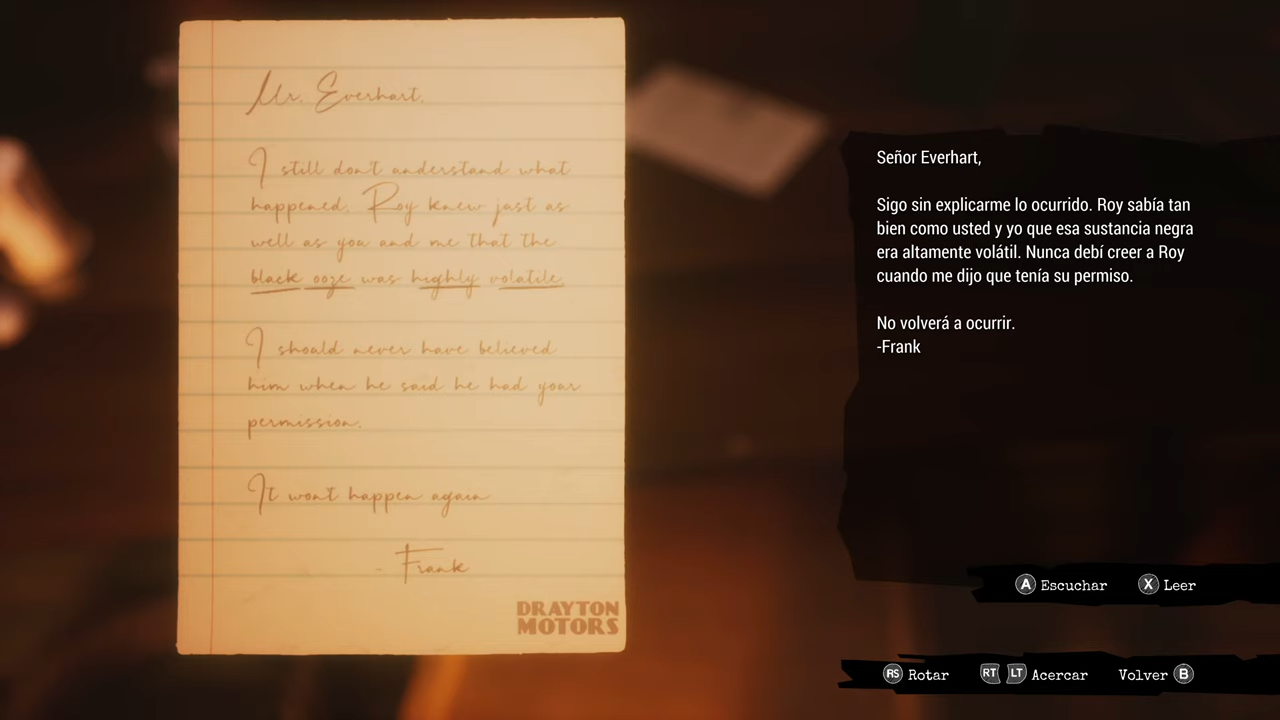 Mr. Everhart,
I still don't understand what
happened. Roy knew just as
well as you and me that the
black ooze was highly volatile.
I should never have believed
him when he said he had your
permission.
It won't happen again
- Frank
DRAYTON
MOTORS
Señor Everhart,
Sigo sin explicarme lo ocurrido. Roy sabía tan
bien como usted y yo que esa sustancia negra
era altamente volátil. Nunca debí creer a Roy
cuando me dijo que tenía su permiso.
No volverá a ocurrir.
-Frank
A Escuchar X Leer
RS Rotar RT LT Acercar Volver B